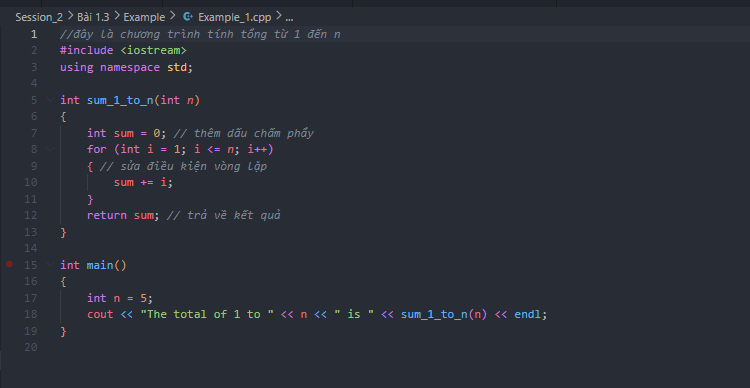 Session_2 > Bài 1.3 > Example > Example_1.cpp > ...
1 //đây là chương trình tính tổng từ 1 đến n
2 #include <iostream>
3 using namespace std;
4
5 int sum_1_to_n(int n)
6 {
7     int sum = 0; // thêm dấu chấm phẩy
8     for (int i = 1; i <= n; i++)
9     { // sửa điều kiện vòng lặp
10         sum += i;
11     }
12     return sum; // trả về kết quả
13 }
14
15 int main()
16 {
17     int n = 5;
18     cout << "The total of 1 to " << n << " is " << sum_1_to_n(n) << endl;
19 }
20